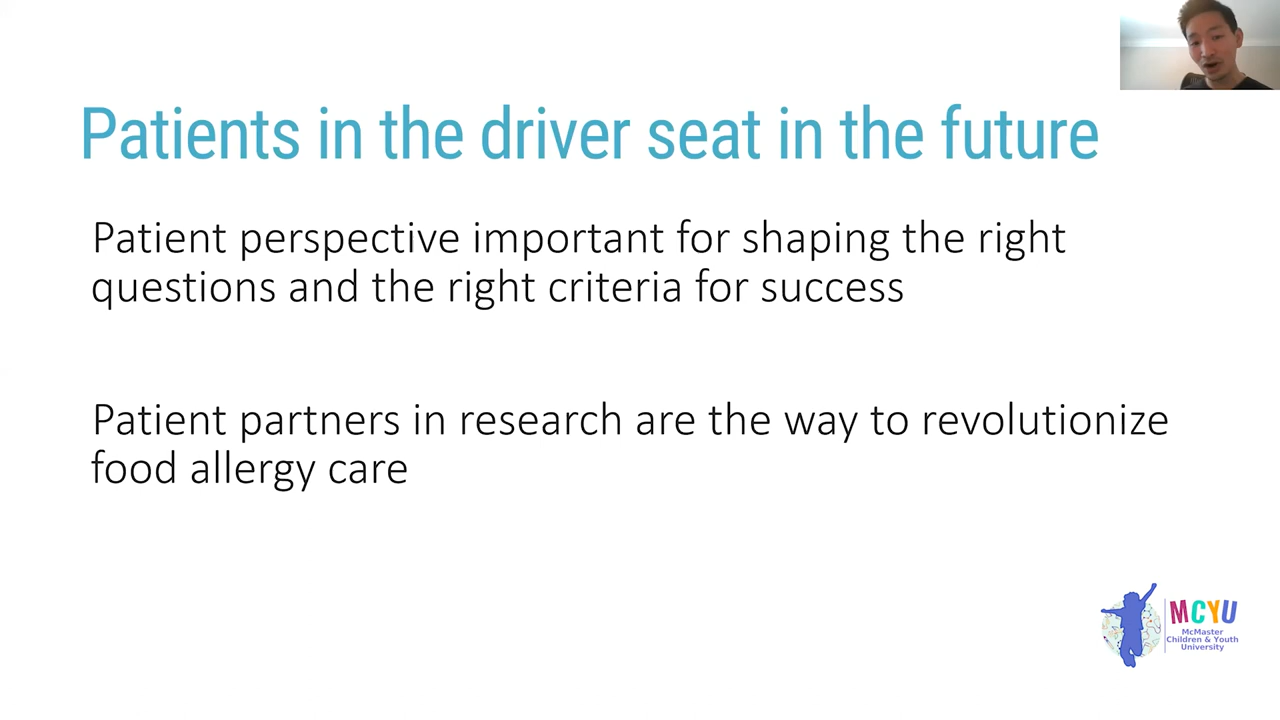 Patients in the driver seat in the future
Patient perspective important for shaping the right
questions and the right criteria for success
Patient partners in research are the way to revolutionize
food allergy care
MCYU
McMaster
Children & Youth
University